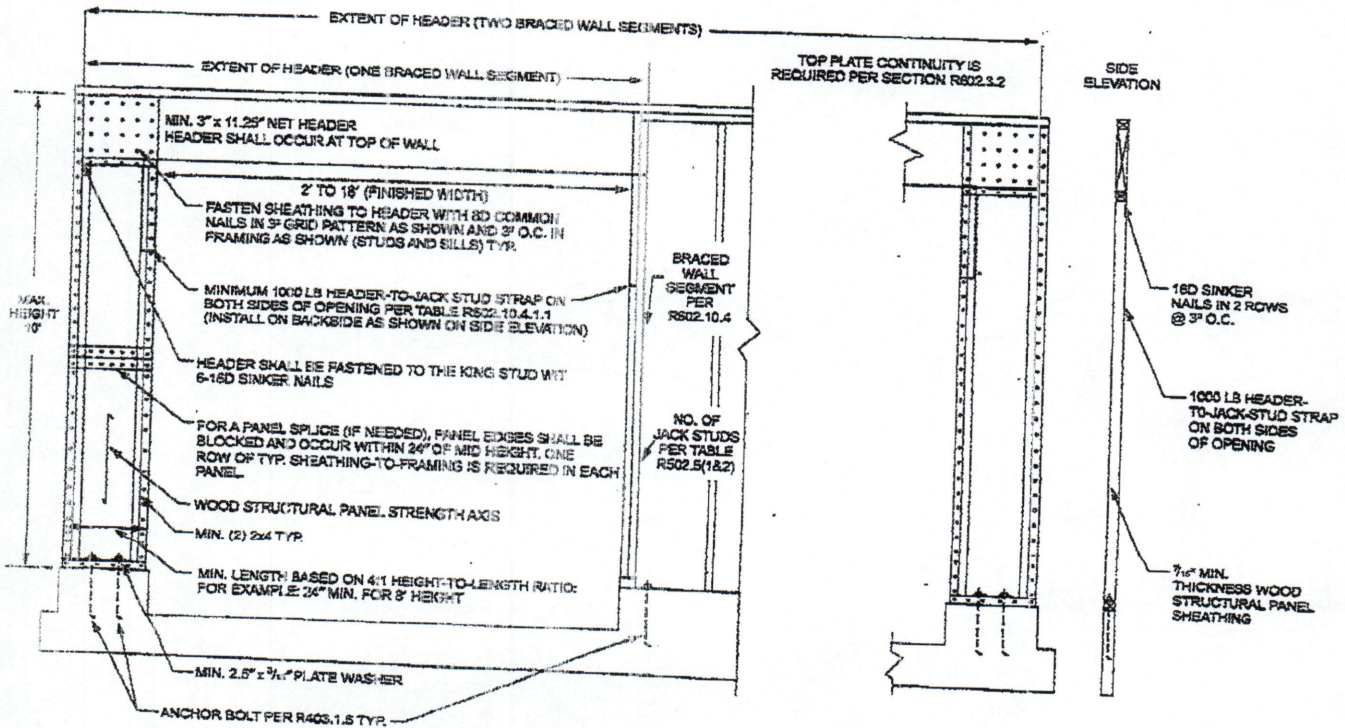 EXTENT OF HEADER (TWO BRACED WALL SEGMENTS)
EXTENT OF HEADER (ONE BRACED WALL SEGMENT)
TOP PLATE CONTINUITY IS
REQUIRED PER SECTION R602.3.2
SIDE
ELEVATION
MIN. 3" x 11.25" NET HEADER
HEADER SHALL OCCUR AT TOP OF WALL
2' TO 18' (FINISHED WIDTH)
FASTEN SHEATHING TO HEADER WITH 8D COMMON
NAILS IN 3" GRID PATTERN AS SHOWN AND 3" O.C. IN
FRAMING AS SHOWN (STUDS AND SILLS) TYP.
MAX.
HEIGHT
10'
MINIMUM 1000 LB HEADER-TO-JACK STUD STRAP ON
BOTH SIDES OF OPENING PER TABLE R602.10.4.1.1
(INSTALL ON BACKSIDE AS SHOWN ON SIDE ELEVATION)
BRACED
WALL
SEGMENT
PER
R602.10.4
HEADER SHALL BE FASTENED TO THE KING STUD WIT
6-16D SINKER NAILS
FOR A PANEL SPLICE (IF NEEDED), PANEL EDGES SHALL BE
BLOCKED AND OCCUR WITHIN 24" OF MID HEIGHT. ONE
ROW OF TYP. SHEATHING-TO-FRAMING IS REQUIRED IN EACH
PANEL.
NO. OF
JACK STUDS
PER TABLE
R502.5(1&2)
WOOD STRUCTURAL PANEL STRENGTH AXIS
MIN. (2) 2x4 TYP.
MIN. LENGTH BASED ON 4:1 HEIGHT-TO-LENGTH RATIO:
FOR EXAMPLE: 24" MIN. FOR 8' HEIGHT
MIN. 2.5" x 3/16" PLATE WASHER
ANCHOR BOLT PER R403.1.6 TYP.
16D SINKER
NAILS IN 2 ROWS
@ 3" O.C.
1000 LB HEADER-
TO-JACK-STUD STRAP
ON BOTH SIDES
OF OPENING
7/16" MIN.
THICKNESS WOOD
STRUCTURAL PANEL
SHEATHING